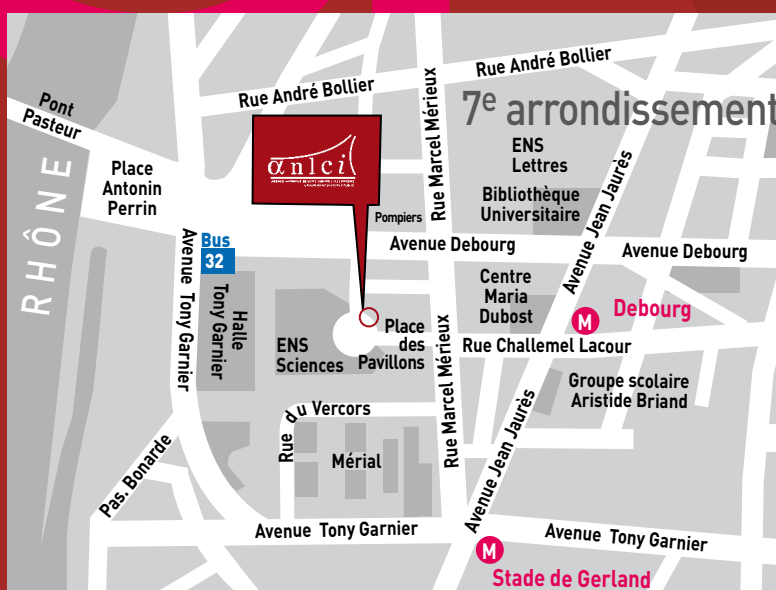 Rue André Bollier
Rue André Bollier
7e arrondissement
Pont
Pasteur
RHÔNE
Place
Antonin
Perrin
anlci
Rue Marcel Mérieux
ENS
Lettres
Bibliothèque
Universitaire
Avenue Jean Jaurès
Pompiers
Bus
32
Avenue Debourg
Avenue Debourg
Avenue Tony Garnier
Halle
Tony Garnier
ENS
Sciences
Place
des
Pavillons
Centre
Maria
Dubost
M
Debourg
Rue Challemel Lacour
Rue Marcel Mérieux
Groupe scolaire
Aristide Briand
Rue du Vercors
Mérial
Avenue Jean Jaurès
Pas. Bonarde
Avenue Tony Garnier
Avenue Tony Garnier
M
Stade de Gerland